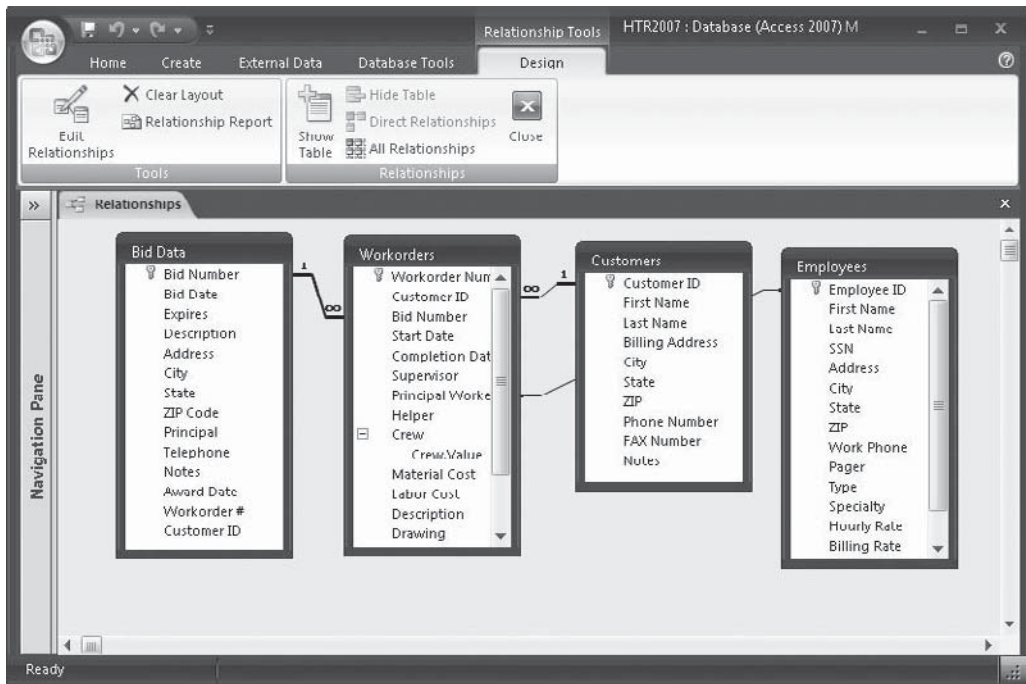 Relationship Tools
HTR2007 : Database (Access 2007) M
Home Create External Data Database Tools Design
Edit Relationships
Clear Layout
Relationship Report
Tools
Show Table
Hide Table
Direct Relationships
All Relationships
Close
Relationships
Relationships
Navigation Pane
Bid Data
Bid Number
Bid Date
Expires
Description
Address
City
State
ZIP Code
Principal
Telephone
Notes
Award Date
Workorder #
Customer ID
1
∞
Workorders
Workorder Num
Customer ID
Bid Number
Start Date
Completion Dat
Supervisor
Principal Worke
Helper
Crew
Crew.Value
Material Cost
Labor Cost
Description
Drawing
∞
1
Customers
Customer ID
First Name
Last Name
Billing Address
City
State
ZIP
Phone Number
FAX Number
Notes
Employees
Employee ID
First Name
Last Name
SSN
Address
City
State
ZIP
Work Phone
Pager
Type
Specialty
Hourly Rate
Billing Rate
Ready